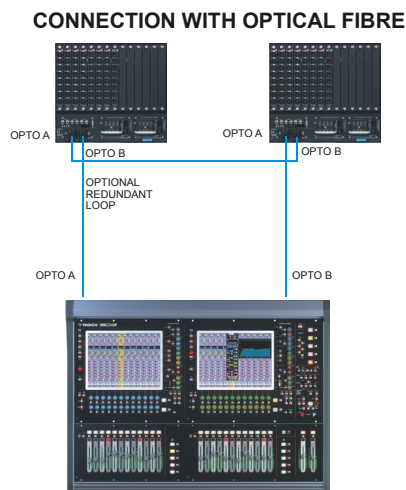 CONNECTION WITH OPTICAL FIBRE
OPTO A
OPTO B
OPTO A
OPTO B
OPTIONAL
REDUNDANT
LOOP
OPTO A
OPTO B